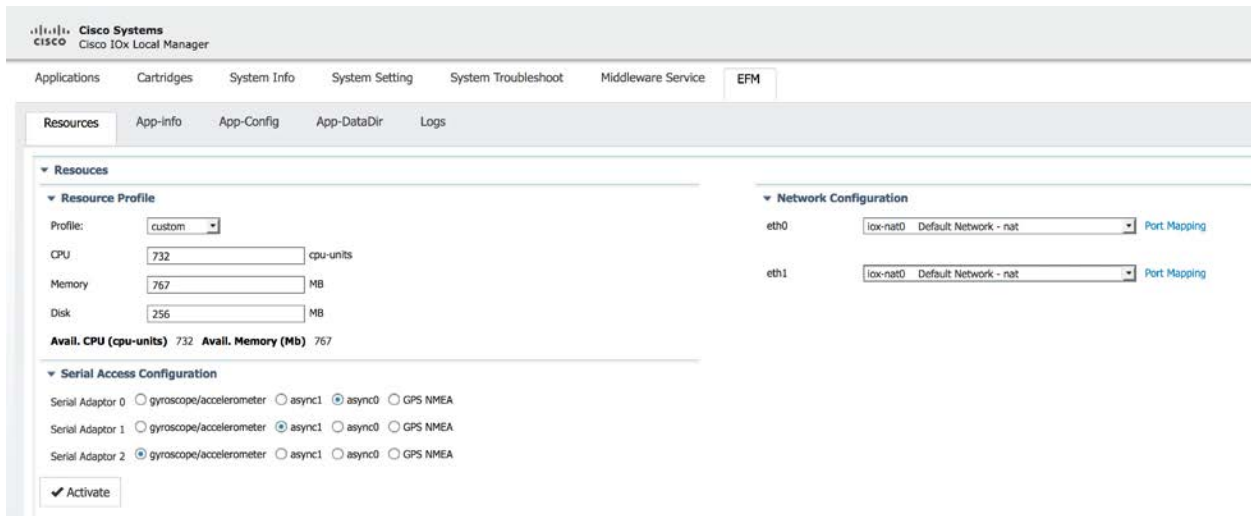 Cisco Systems
CISCO Cisco IOx Local Manager
Applications Cartridges System Info System Setting System Troubleshoot Middleware Service EFM
Resources App-info App-Config App-DataDir Logs
Resouces
Resource Profile
Profile: custom
CPU 732 cpu-units
Memory 767 MB
Disk 256 MB
Avail. CPU (cpu-units) 732 Avail. Memory (Mb) 767
Serial Access Configuration
Serial Adaptor 0 gyroscope/accelerometer async1 async0 GPS NMEA
Serial Adaptor 1 gyroscope/accelerometer async1 async0 GPS NMEA
Serial Adaptor 2 gyroscope/accelerometer async1 async0 GPS NMEA
Activate
Network Configuration
eth0 iox-nat0 Default Network - nat Port Mapping
eth1 iox-nat0 Default Network - nat Port Mapping